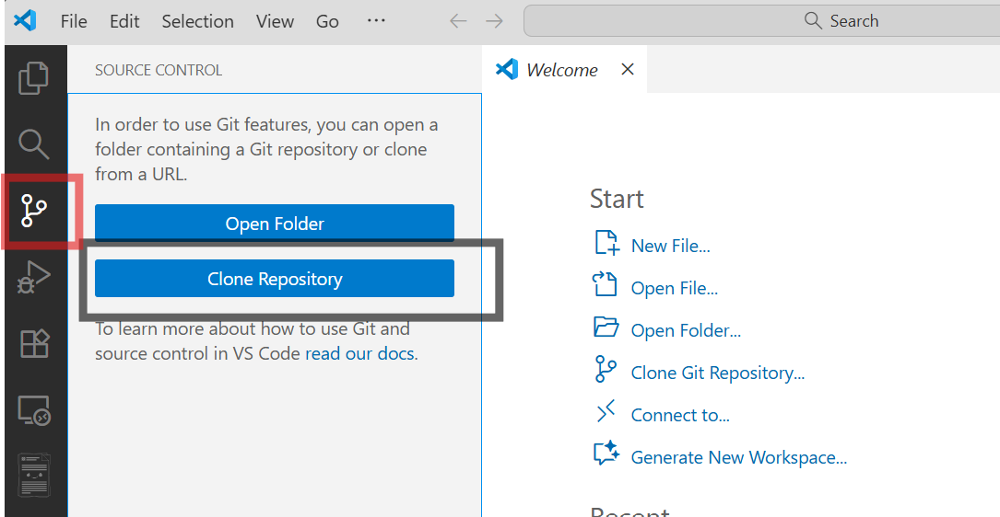 File Edit Selection View Go ··· Search
SOURCE CONTROL
Welcome
In order to use Git features, you can open a
folder containing a Git repository or clone
from a URL.
Open Folder
Clone Repository
To learn more about how to use Git and
source control in VS Code read our docs.
Start
New File...
Open File...
Open Folder...
Clone Git Repository...
Connect to...
Generate New Workspace...
Recent